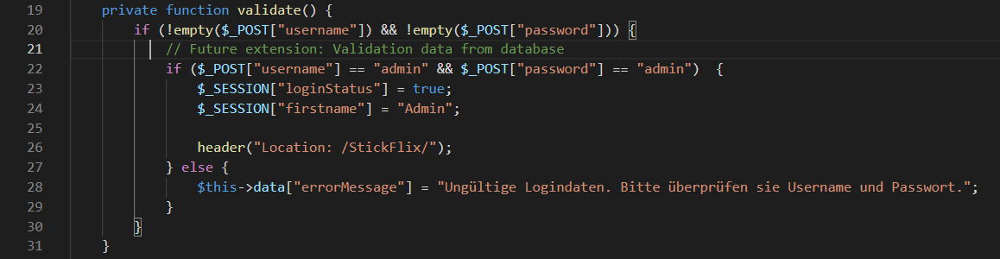 19 private function validate() {
20 if (!empty($_POST["username"]) && !empty($_POST["password"])) {
21 // Future extension: Validation data from database
22 if ($_POST["username"] == "admin" && $_POST["password"] == "admin")  {
23 $_SESSION["loginStatus"] = true;
24 $_SESSION["firstname"] = "Admin";
25
26 header("Location: /StickFlix/");
27 } else {
28 $this->data["errorMessage"] = "Ungültige Logindaten. Bitte überprüfen sie Username und Passwort.";
29 }
30 }
31 }